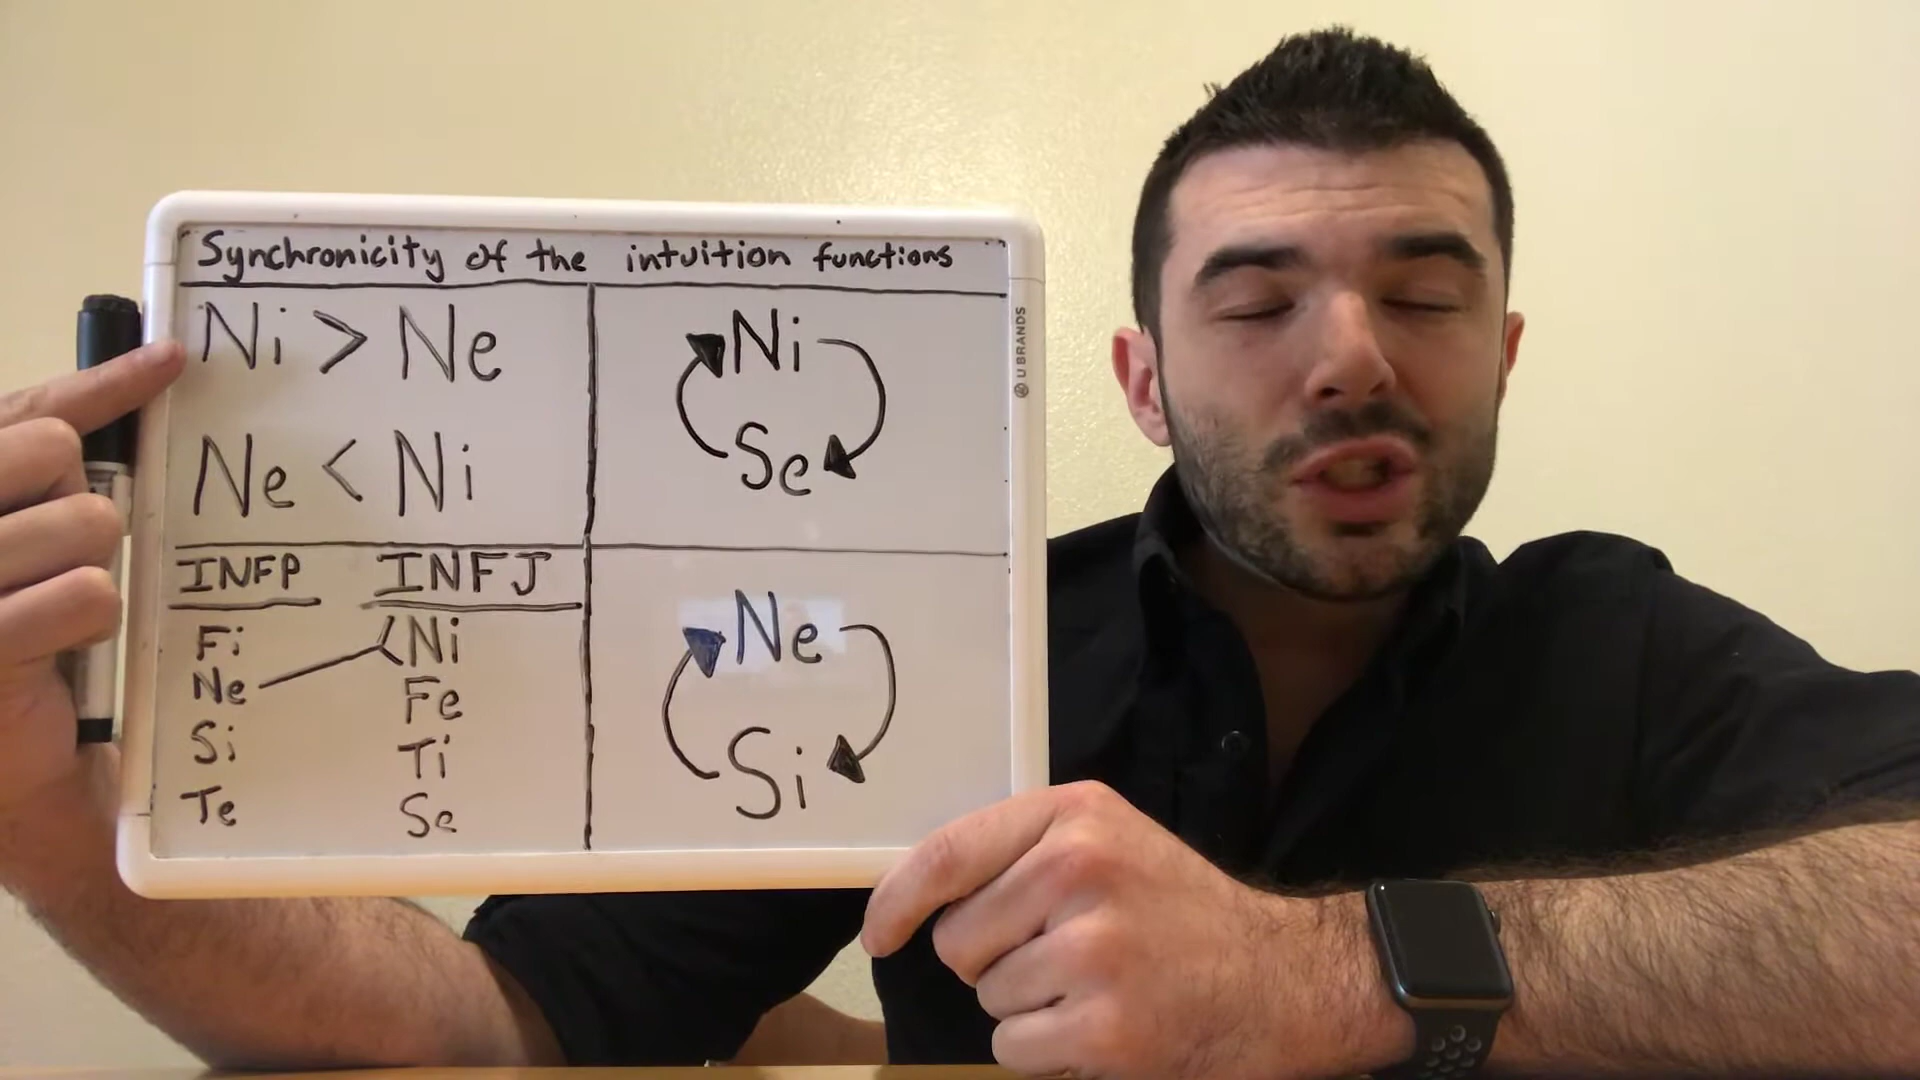 Synchronicity of the intuition functions
Ni > Ne
Ne < Ni
INFP INFJ
Fi <Ni
Ne Fe
Si Ti
Te Se
Ni
Se
Ne
Si
U BRANDS